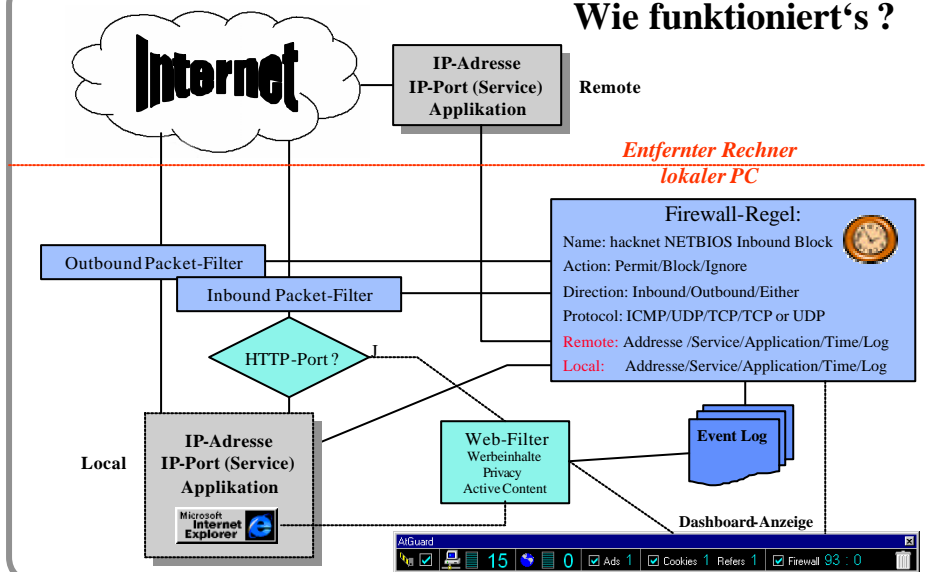 Wie funktioniert‘s ?
Internet
IP-Adresse
IP-Port (Service)
Applikation
Remote
Entfernter Rechner
lokaler PC
Firewall-Regel:
Name: hacknet NETBIOS Inbound Block
Action: Permit/Block/Ignore
Direction: Inbound/Outbound/Either
Protocol: ICMP/UDP/TCP/TCP or UDP
Remote: Addresse /Service/Application/Time/Log
Local: Addresse/Service/Application/Time/Log
Outbound Packet-Filter
Inbound Packet-Filter
HTTP-Port ?
J
Local
IP-Adresse
IP-Port (Service)
Applikation
Microsoft
Internet
Explorer
Web-Filter
Werbeinhalte
Privacy
Active Content
Event Log
Dashboard-Anzeige
AtGuard
15 0 Ads 1 Cookies 1 Refers 1 Firewall 93 : 0